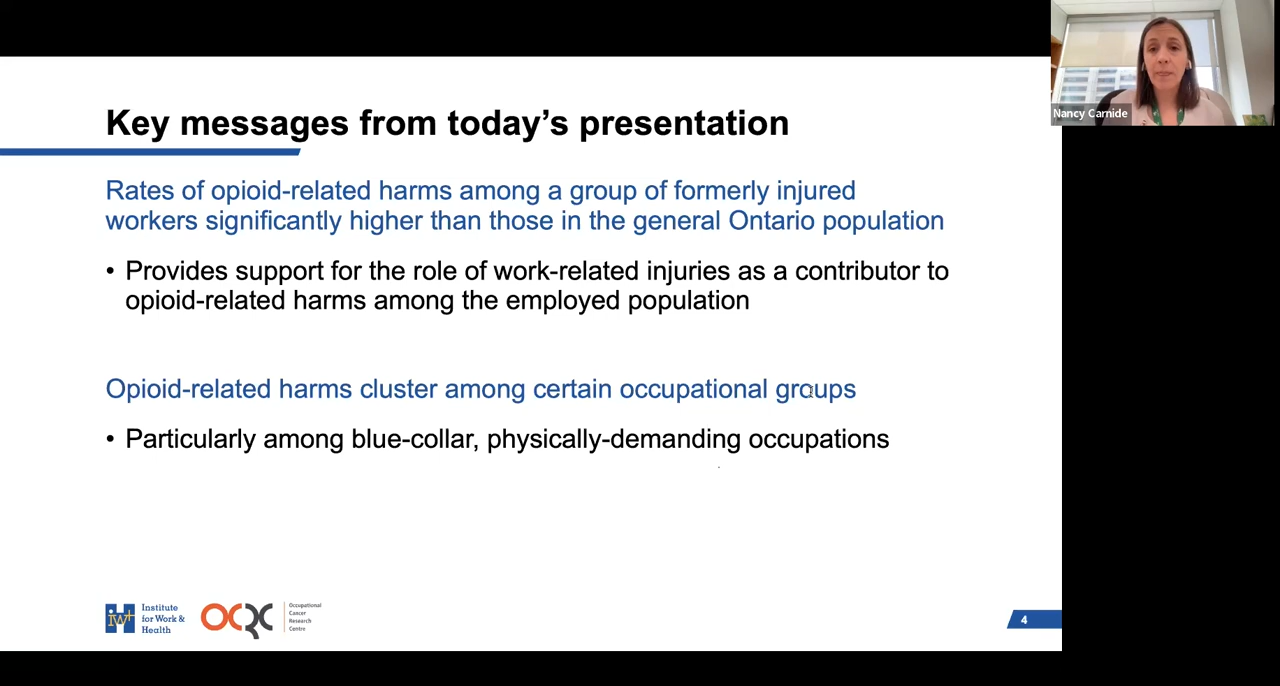 Key messages from today's presentation
Rates of opioid-related harms among a group of formerly injured
workers significantly higher than those in the general Ontario population
• Provides support for the role of work-related injuries as a contributor to
opioid-related harms among the employed population
Opioid-related harms cluster among certain occupational groups
• Particularly among blue-collar, physically-demanding occupations
iwh
Institute
for Work &
Health
OCRC
Occupational
Cancer
Research
Centre
4
Nancy Carnide